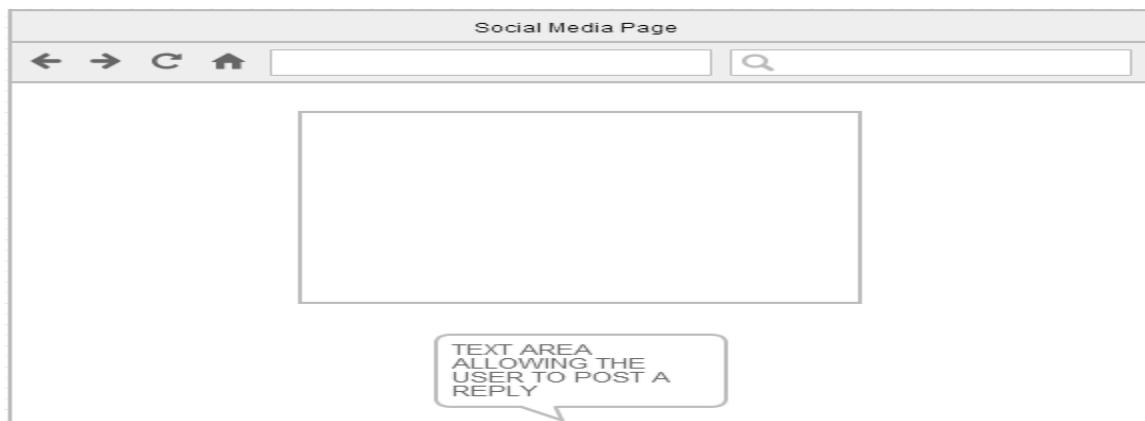 Social Media Page
TEXT AREA
ALLOWING THE
USER TO POST A
REPLY